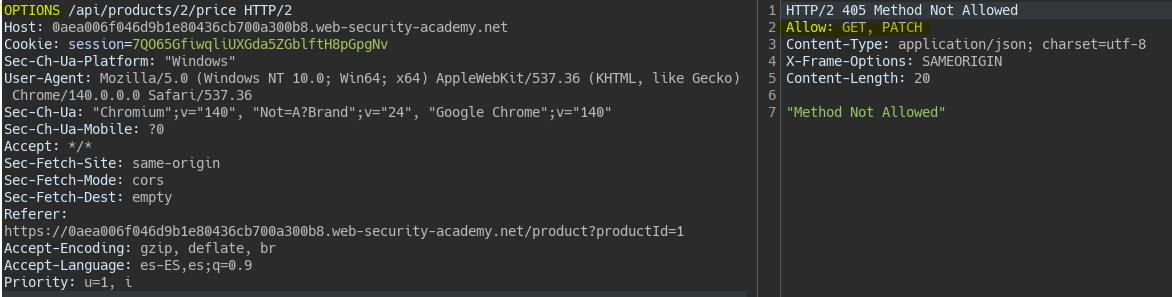 OPTIONS /api/products/2/price HTTP/2
Host: 0aea006f046d9b1e80436cb700a300b8.web-security-academy.net
Cookie: session=7QO65GfiwqliUXGda5ZGblftH8pGpgNv
Sec-Ch-Ua-Platform: "Windows"
User-Agent: Mozilla/5.0 (Windows NT 10.0; Win64; x64) AppleWebKit/537.36 (KHTML, like Gecko)
Chrome/140.0.0.0 Safari/537.36
Sec-Ch-Ua: "Chromium";v="140", "Not=A?Brand";v="24", "Google Chrome";v="140"
Sec-Ch-Ua-Mobile: ?0
Accept: */*
Sec-Fetch-Site: same-origin
Sec-Fetch-Mode: cors
Sec-Fetch-Dest: empty
Referer:
https://0aea006f046d9b1e80436cb700a300b8.web-security-academy.net/product?productId=1
Accept-Encoding: gzip, deflate, br
Accept-Language: es-ES,es;q=0.9
Priority: u=1, i
1 HTTP/2 405 Method Not Allowed
2 Allow: GET, PATCH
3 Content-Type: application/json; charset=utf-8
4 X-Frame-Options: SAMEORIGIN
5 Content-Length: 20
6
7 "Method Not Allowed"